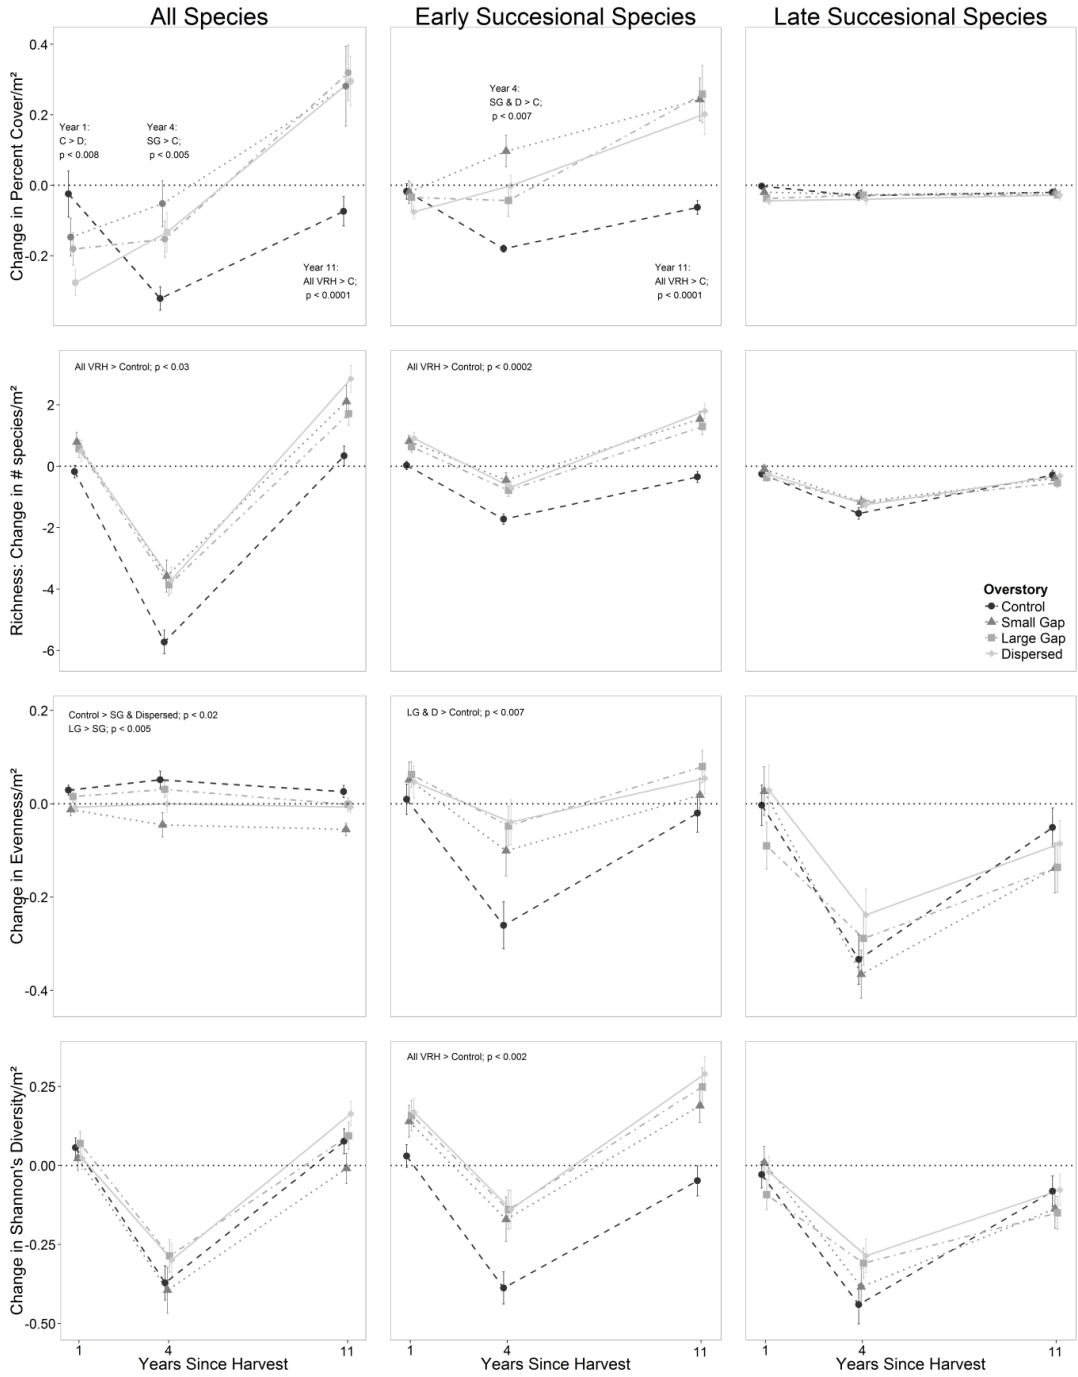 All Species
Early Succesional Species
Late Succesional Species
Change in Percent Cover/m²
0.4
0.2
0.0
-0.2
Year 1:
C > D;
p < 0.008
Year 4:
SG > C;
p < 0.005
Year 11:
All VRH > C;
p < 0.0001
Year 4:
SG & D > C;
p < 0.007
Year 11:
All VRH > C;
p < 0.0001
Richness: Change in # species/m²
2
0
-2
-4
-6
All VRH > Control; p < 0.03
All VRH > Control; p < 0.0002
Overstory
Control
Small Gap
Large Gap
Dispersed
Change in Evenness/m²
0.2
0.0
-0.2
-0.4
Control > SG & Dispersed; p < 0.02
LG > SG; p < 0.005
LG & D > Control; p < 0.007
Change in Shannon's Diversity/m²
0.25
0.00
-0.25
-0.50
All VRH > Control; p < 0.002
1 4 11
1 4 11
1 4 11
Years Since Harvest
Years Since Harvest
Years Since Harvest